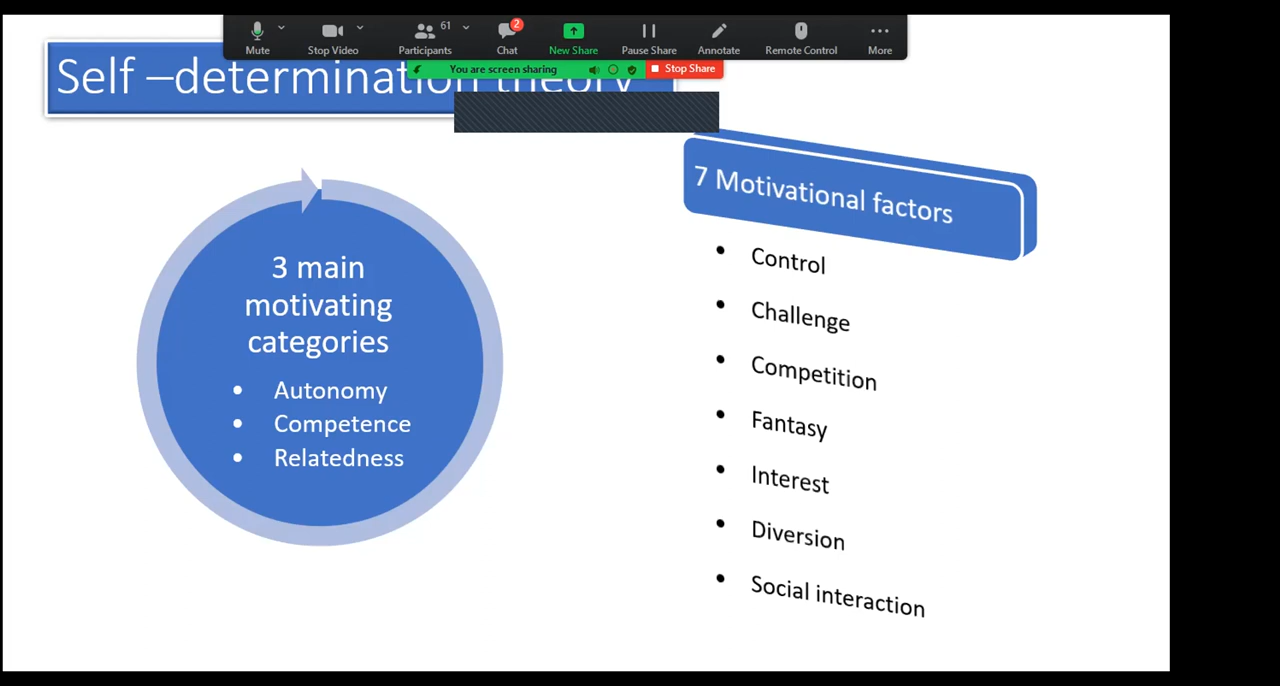 61
2
Mute
Stop Video
Participants
Chat
New Share
Pause Share
Annotate
Remote Control
More
You are screen sharing
Stop Share
Self –determination theory
7 Motivational factors
3 main
motivating
categories
• Autonomy
• Competence
• Relatedness
• Control
• Challenge
• Competition
• Fantasy
• Interest
• Diversion
• Social interaction